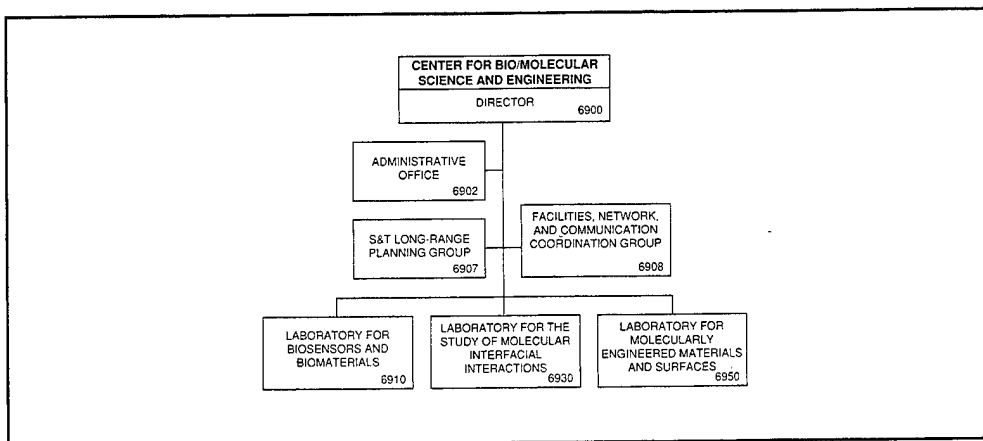 CENTER FOR BIO/MOLECULAR
SCIENCE AND ENGINEERING
DIRECTOR
6900
ADMINISTRATIVE
OFFICE
6902
S&T LONG-RANGE
PLANNING GROUP
6907
FACILITIES, NETWORK,
AND COMMUNICATION
COORDINATION GROUP
6908
LABORATORY FOR
BIOSENSORS AND
BIOMATERIALS
6910
LABORATORY FOR THE
STUDY OF MOLECULAR
INTERFACIAL
INTERACTIONS
6930
LABORATORY FOR
MOLECULARLY
ENGINEERED MATERIALS
AND SURFACES
6950